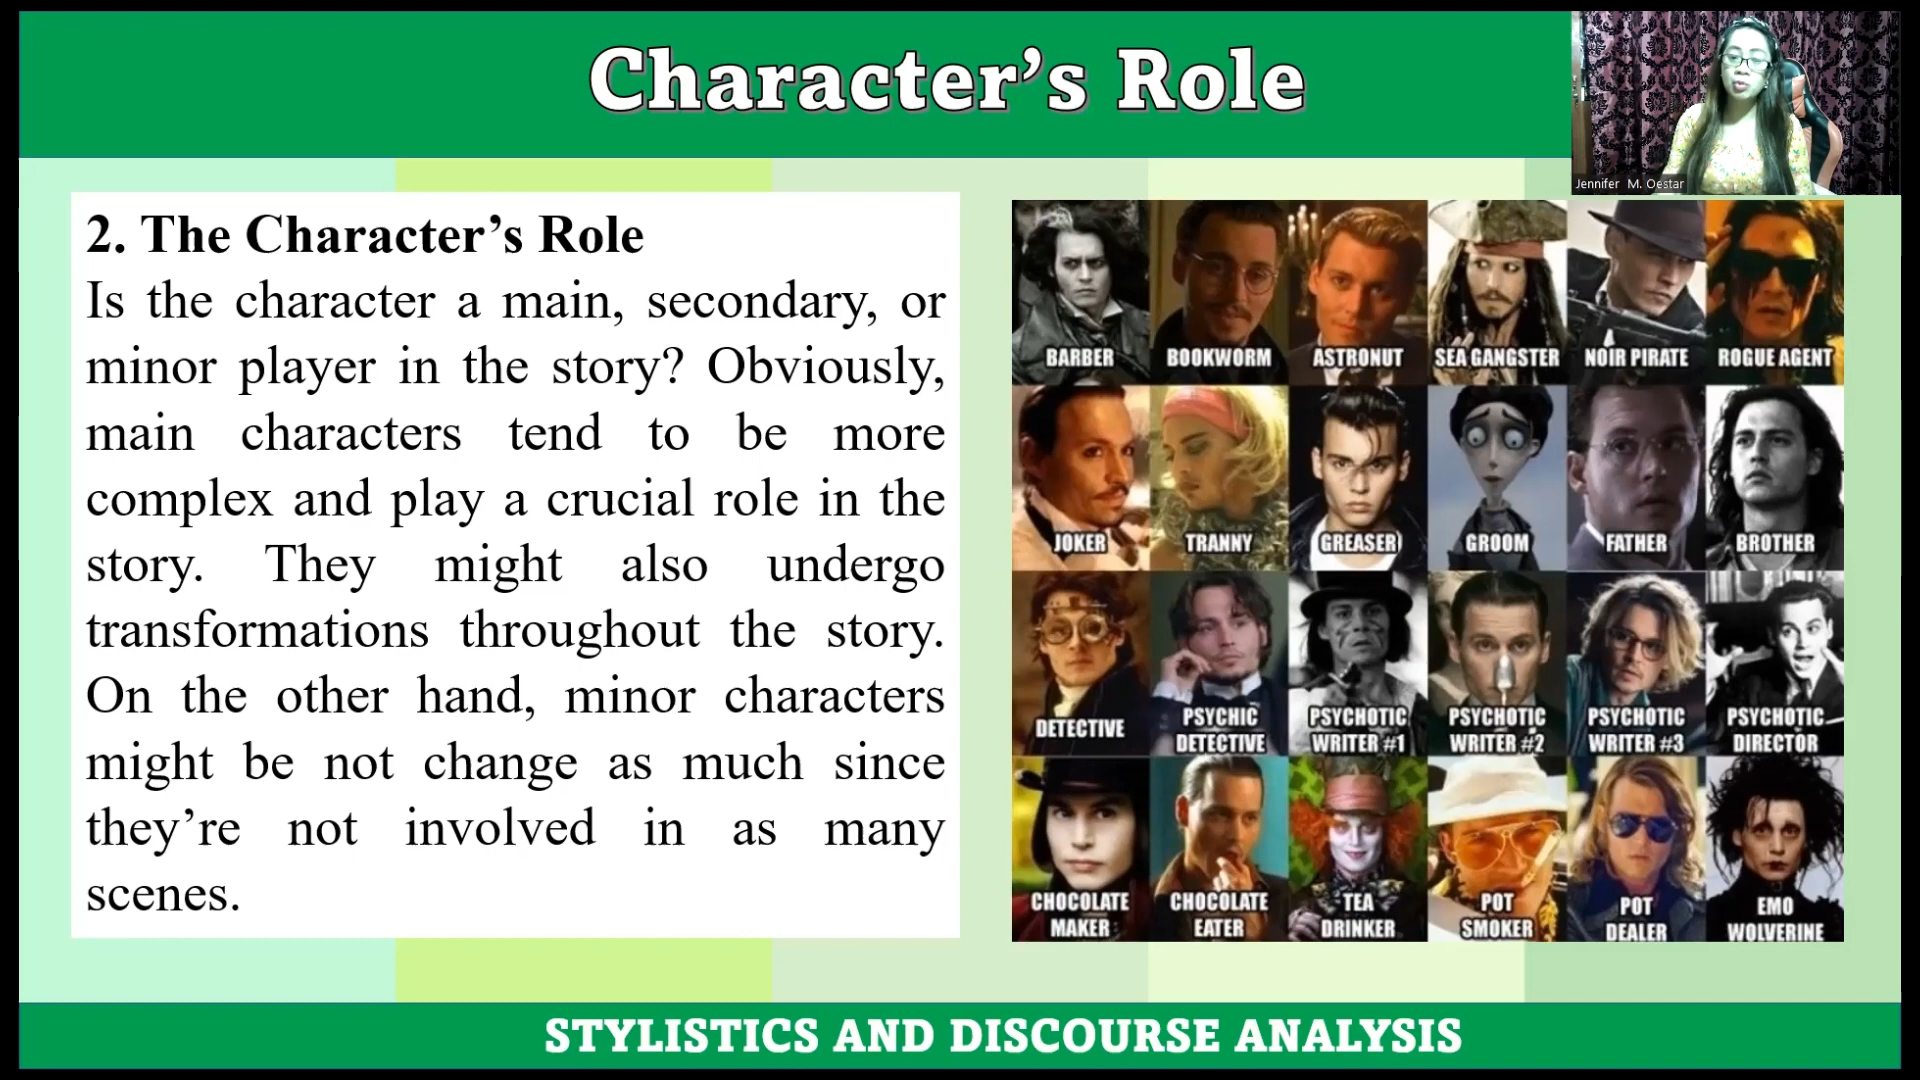 Character’s Role
Jennifer M. Oestar
2. The Character’s Role
Is the character a main, secondary, or
minor player in the story? Obviously,
main characters tend to be more
complex and play a crucial role in the
story. They might also undergo
transformations throughout the story.
On the other hand, minor characters
might be not change as much since
they’re not involved in as many
scenes.
BARBER
BOOKWORM
ASTRONUT
SEA GANGSTER
NOIR PIRATE
ROGUE AGENT
JOKER
TRANNY
GREASER
GROOM
FATHER
BROTHER
DETECTIVE
PSYCHIC
DETECTIVE
PSYCHOTIC
WRITER #1
PSYCHOTIC
WRITER #2
PSYCHOTIC
WRITER #3
PSYCHOTIC
DIRECTOR
CHOCOLATE
MAKER
CHOCOLATE
EATER
TEA
DRINKER
POT
SMOKER
POT
DEALER
EMO
WOLVERINE
STYLISTICS AND DISCOURSE ANALYSIS